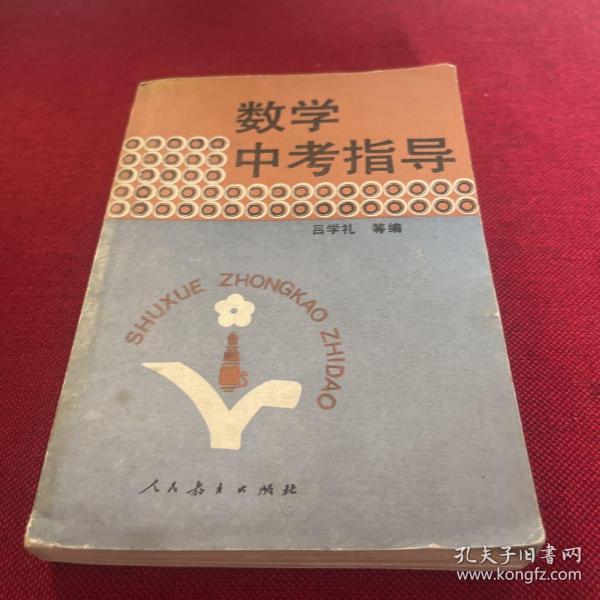 数学
中考指导
吕学礼 等编
SHUXUE ZHONGKAO ZHIDAO
人民教育出版社
孔夫子旧书网
www.kongfz.com